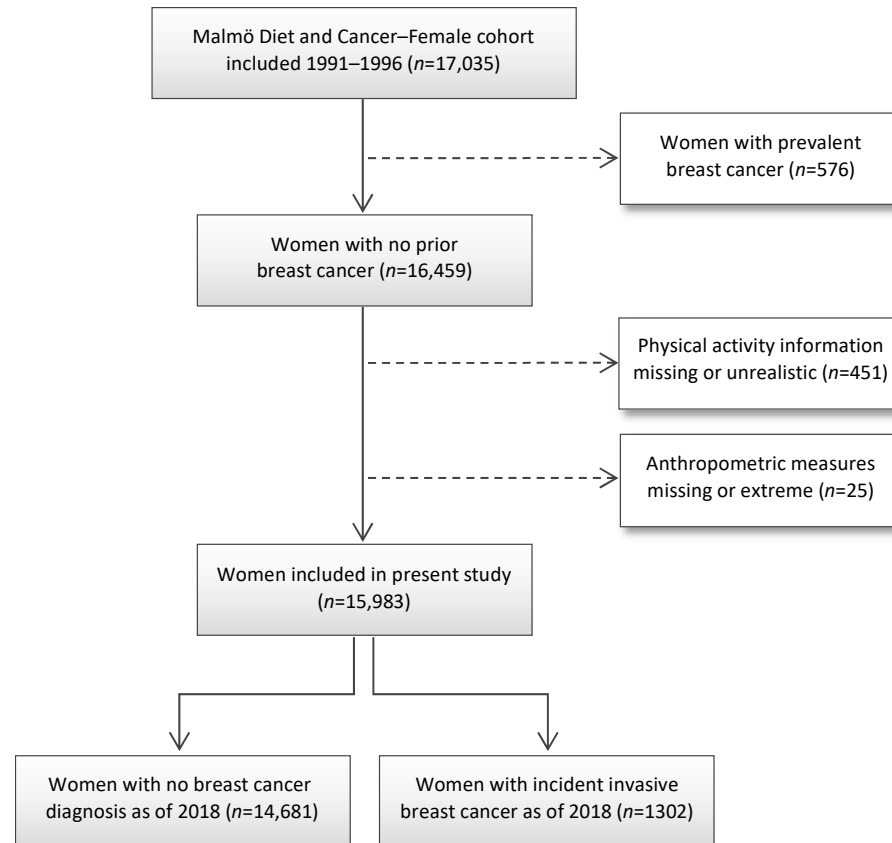 Malmö Diet and Cancer–Female cohort
included 1991–1996 (n=17,035)
Women with prevalent
breast cancer (n=576)
Women with no prior
breast cancer (n=16,459)
Physical activity information
missing or unrealistic (n=451)
Anthropometric measures
missing or extreme (n=25)
Women included in present study
(n=15,983)
Women with no breast cancer
diagnosis as of 2018 (n=14,681)
Women with incident invasive
breast cancer as of 2018 (n=1302)